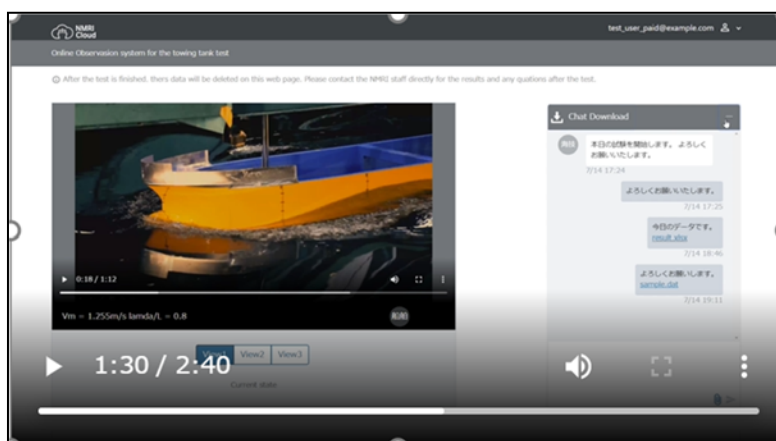 NMRI
Cloud
test_user_paid@example.com
Online Obsevasion system for the towing tank test
After the test is finished, thers data will be deleted on this web page. Please contact the NMRI staff directly for the results and any quations after the test.
0:18 / 1:12
Vm = 1.255m/s lamda/L = 0.8
View1 View2 View3
Current state
Chat Download
本日の試験を開始します。よろしく
お願いいたします。
7/14 17:24
よろしくお願いいたします。
7/14 17:25
今日のデータです。
result.xlsx
7/14 18:46
よろしくお願いします。
sample.dat
7/14 19:11
1:30 / 2:40